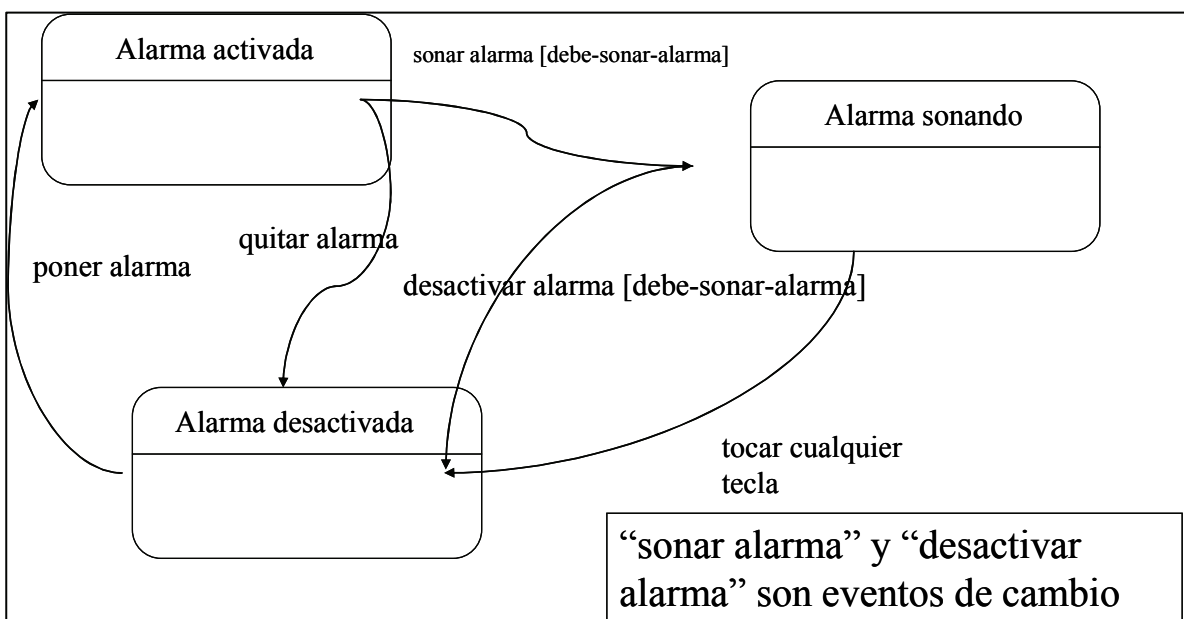 Alarma activada
sonar alarma [debe-sonar-alarma]
Alarma sonando
quitar alarma
poner alarma
desactivar alarma [debe-sonar-alarma]
Alarma desactivada
tocar cualquier
tecla
“sonar alarma” y “desactivar
alarma” son eventos de cambio